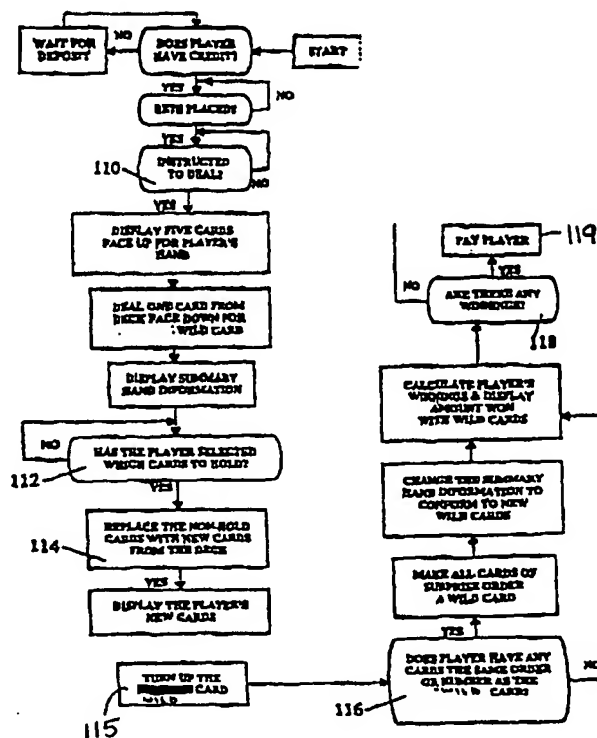 NO
WAIT FOR
DEPOSIT
DOES PLAYER
HAVE CREDIT?
START
YES
NO
BETS PLACED?
YES
110
INSTRUCTED
TO DEAL?
NO
YES
DISPLAY FIVE CARDS
FACE UP FOR PLAYER'S
HAND
DEAL ONE CARD FROM
DECK FACE DOWN FOR
WILD CARD
DISPLAY SUMMARY
HAND INFORMATION
NO
HAS THE PLAYER SELECTED
WHICH CARDS TO HOLD?
112
YES
REPLACE THE NON-HOLD
CARDS WITH NEW CARDS
FROM THE DECK
114
YES
DISPLAY THE PLAYER'S
NEW CARDS
TURN UP THE
CARD
WILD
115
PAY PLAYER
119
YES
NO
ARE THERE ANY
WINNINGS?
118
CALCULATE PLAYER'S
WINNINGS & DISPLAY
AMOUNT WON
WITH WILD CARDS
CHANGE THE SUMMARY
HAND INFORMATION TO
CONFORM TO NEW
WILD CARDS
MAKE ALL CARDS OF
SURPRISE ORDER
A WILD CARD
YES
DOES PLAYER HAVE ANY
CARDS THE SAME ORDER
OR NUMBER AS THE
WILD CARD?
NO
116